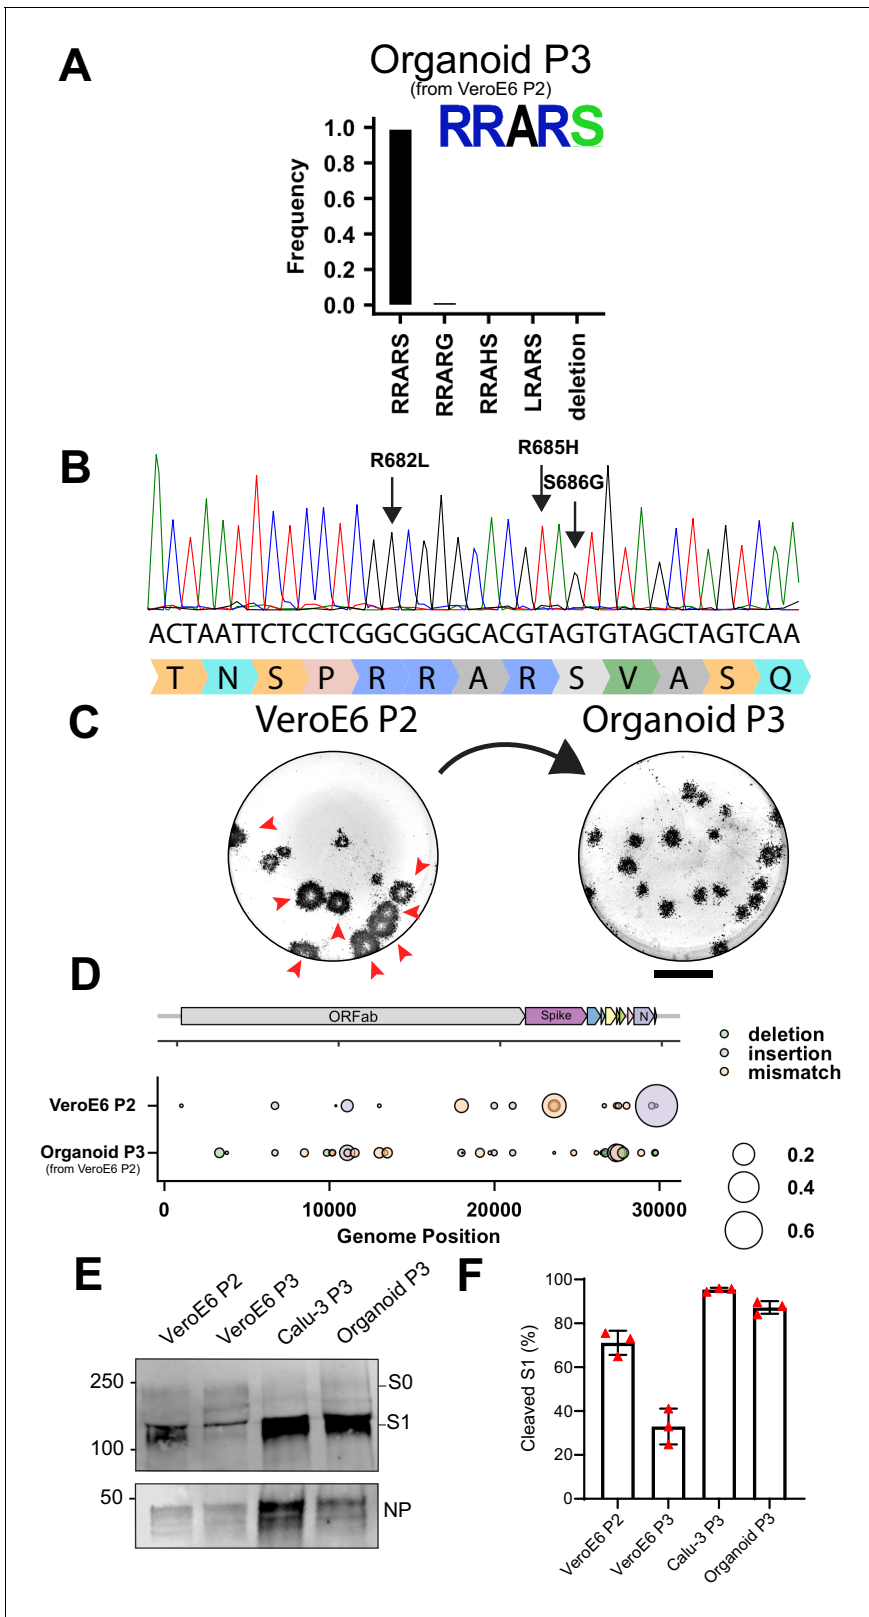 A
Organoid P3
(from VeroE6 P2)
RRARS
1.0
0.8
0.6
0.4
0.2
0.0
Frequency
RRARS
RRARG
RRAHS
LRARS
deletion
B
R682L
R685H
S686G
ACTAATTCTCCTCGGCGGGCACGTAGTGTAGCTAGTCAA
T N S P R R A R S V A S Q
C
VeroE6 P2
Organoid P3
D
ORFab
Spike
N
deletion
insertion
mismatch
VeroE6 P2
Organoid P3
(from VeroE6 P2)
0.2
0.4
0.6
0
10000
20000
30000
Genome Position
E
VeroE6 P2
VeroE6 P3
Calu-3 P3
Organoid P3
250
100
50
S0
S1
NP
F
100
80
60
40
20
0
Cleaved S1 (%)
VeroE6 P2
VeroE6 P3
Calu-3 P3
Organoid P3